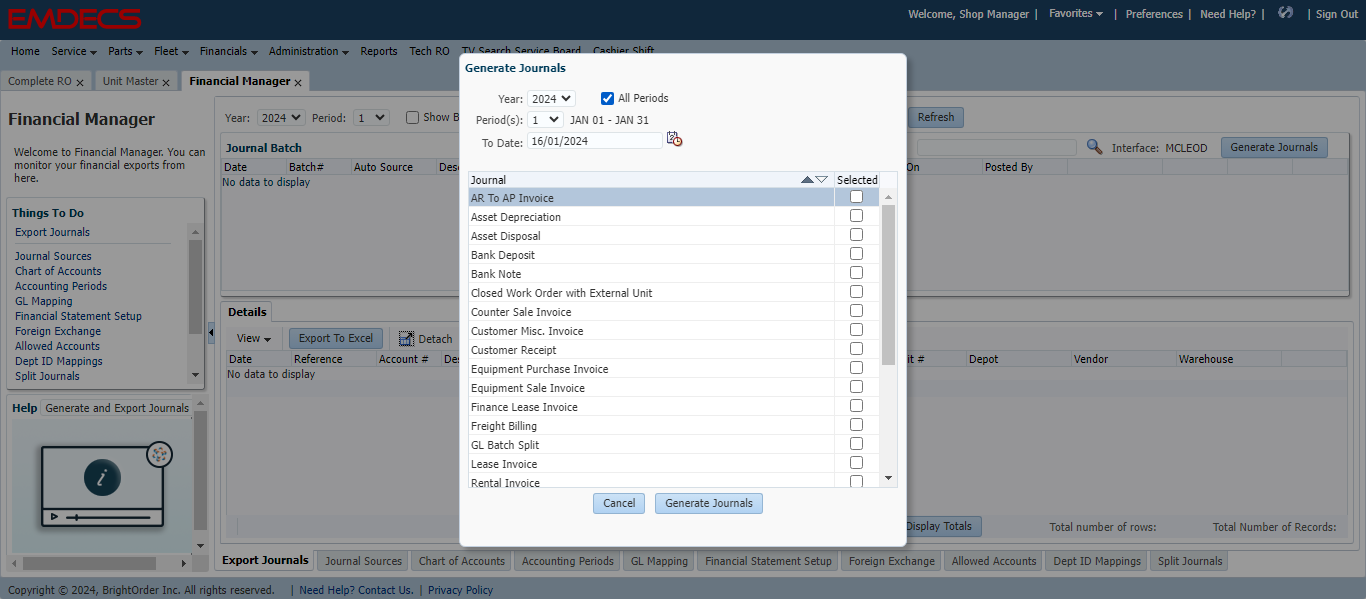 EMDECS
Welcome, Shop Manager | Favorites | Preferences | Need Help? | | Sign Out
Home Service Parts Fleet Financials Administration Reports Tech RO TV Search Service Board Cashier Shift
Complete RO x Unit Master x Financial Manager x
Financial Manager
Welcome to Financial Manager. You can
monitor your financial exports from
here.
Things To Do
Export Journals
Journal Sources
Chart of Accounts
Accounting Periods
GL Mapping
Financial Statement Setup
Foreign Exchange
Allowed Accounts
Dept ID Mappings
Split Journals
Help Generate and Export Journals
i
Year: 2024 Period: 1 Show B
Refresh
Journal Batch
Interface: MCLEOD Generate Journals
Date Batch# Auto Source Des On Posted By
No data to display
Generate Journals
Year: 2024 All Periods
Period(s): 1 JAN 01 - JAN 31
To Date: 16/01/2024
Journal Selected
AR To AP Invoice
Asset Depreciation
Asset Disposal
Bank Deposit
Bank Note
Closed Work Order with External Unit
Counter Sale Invoice
Customer Misc. Invoice
Customer Receipt
Equipment Purchase Invoice
Equipment Sale Invoice
Finance Lease Invoice
Freight Billing
GL Batch Split
Lease Invoice
Rental Invoice
Cancel Generate Journals
Details
View Export To Excel Detach
Date Reference Account # Des it # Depot Vendor Warehouse
No data to display
Display Totals Total number of rows: Total Number of Records:
Export Journals Journal Sources Chart of Accounts Accounting Periods GL Mapping Financial Statement Setup Foreign Exchange Allowed Accounts Dept ID Mappings Split Journals
Copyright © 2024, BrightOrder Inc. All rights reserved. | Need Help? Contact Us. | Privacy Policy